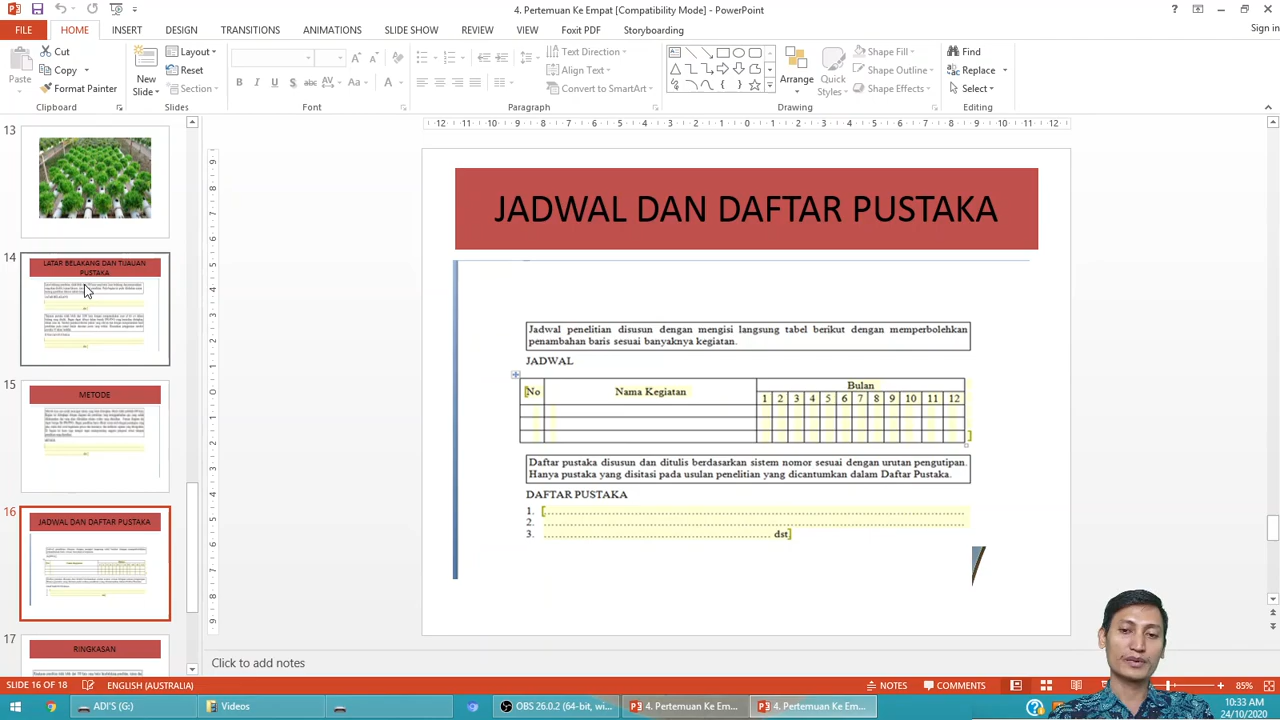 4. Pertemuan Ke Empat [Compatibility Mode] - PowerPoint
FILE HOME INSERT DESIGN TRANSITIONS ANIMATIONS SLIDE SHOW REVIEW VIEW Foxit PDF Storyboarding
Sign in
Paste
Cut
Copy
Format Painter
Clipboard
New
Slide
Layout
Reset
Section
Slides
Font
Text Direction
Align Text
Convert to SmartArt
Paragraph
Arrange
Quick
Styles
Shape Fill
Shape Outline
Shape Effects
Drawing
Find
Replace
Select
Editing
13
14
LATAR BELAKANG DAN TIJAUAN
PUSTAKA
15
METODE
16
JADWAL DAN DAFTAR PUSTAKA
17
RINGKASAN
JADWAL DAN DAFTAR PUSTAKA
Jadwal penelitian disusun dengan mengisi langsung tabel berikut dengan memperbolehkan
penambahan baris sesuai banyaknya kegiatan.
JADWAL
No Nama Kegiatan Bulan
1 2 3 4 5 6 7 8 9 10 11 12
Daftar pustaka disusun dan ditulis berdasarkan sistem nomor sesuai dengan urutan pengutipan.
Hanya pustaka yang disitasi pada usulan penelitian yang dicantumkan dalam Daftar Pustaka.
DAFTAR PUSTAKA
1.
2.
3. dst
Click to add notes
SLIDE 16 OF 18 ENGLISH (AUSTRALIA) NOTES COMMENTS 85%
ADI'S (G:) Videos OBS 26.0.2 (64-bit, wi... 4. Pertemuan Ke Em... 4. Pertemuan Ke Em...
10:33 AM
24/10/2020